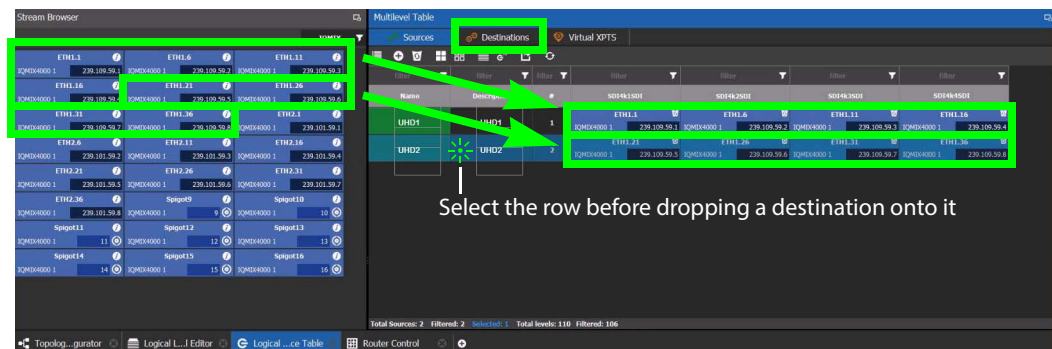 Stream Browser
IQMIX
ETH1.1 ETH1.6 ETH1.11
IQMIX4000 1 239.109.59.1 IQMIX4000 1 239.109.59.2 IQMIX4000 1 239.109.59.3
ETH1.16 ETH1.21 ETH1.26
IQMIX4000 1 239.109.59.4 IQMIX4000 1 239.109.59.5 IQMIX4000 1 239.109.59.6
ETH1.31 ETH1.36 ETH2.1
IQMIX4000 1 239.109.59.7 IQMIX4000 1 239.109.59.8 IQMIX4000 1 239.101.59.1
ETH2.6 ETH2.11 ETH2.16
IQMIX4000 1 239.101.59.2 IQMIX4000 1 239.101.59.3 IQMIX4000 1 239.101.59.4
ETH2.21 ETH2.26 ETH2.31
IQMIX4000 1 239.101.59.5 IQMIX4000 1 239.101.59.6 IQMIX4000 1 239.101.59.7
ETH2.36 Spigot9 Spigot10
IQMIX4000 1 239.101.59.8 IQMIX4000 1 9 IQMIX4000 1 10
Spigot11 Spigot12 Spigot13
IQMIX4000 1 11 IQMIX4000 1 12 IQMIX4000 1 13
Spigot14 Spigot15 Spigot16
IQMIX4000 1 14 IQMIX4000 1 15 IQMIX4000 1 16
Multilevel Table
Sources Destinations Virtual XPTS
filter filter filter filter filter filter filter
Name # SDI4k1SDI SDI4k2SDI SDI4k3SDI SDI4k4SDI
UHD1 UHD1 1 ETH1.1 ETH1.6 ETH1.11 ETH1.16
IQMIX4000 1 239.109.59.1 IQMIX4000 1 239.109.59.2 IQMIX4000 1 239.109.59.3 IQMIX4000 1 239.109.59.4
UHD2 UHD2 2 ETH1.21 ETH1.26 ETH1.31 ETH1.36
IQMIX4000 1 239.109.59.5 IQMIX4000 1 239.109.59.6 IQMIX4000 1 239.109.59.7 IQMIX4000 1 239.109.59.8
Select the row before dropping a destination onto it
Total Sources: 2 Filtered: 2 Selected: 1 Total levels: 110 Filtered: 106
Topolog...gurator Logical L...l Editor Logical ...ce Table Router Control